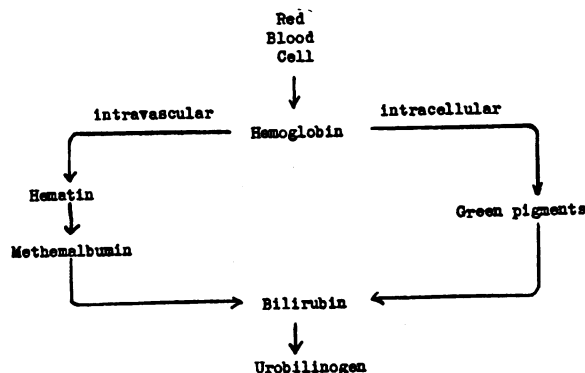 Red
Blood
Cell
intravascular
intracellular
Hemoglobin
Hematin
Green pigments
Methemalbumin
Bilirubin
Urobilinogen